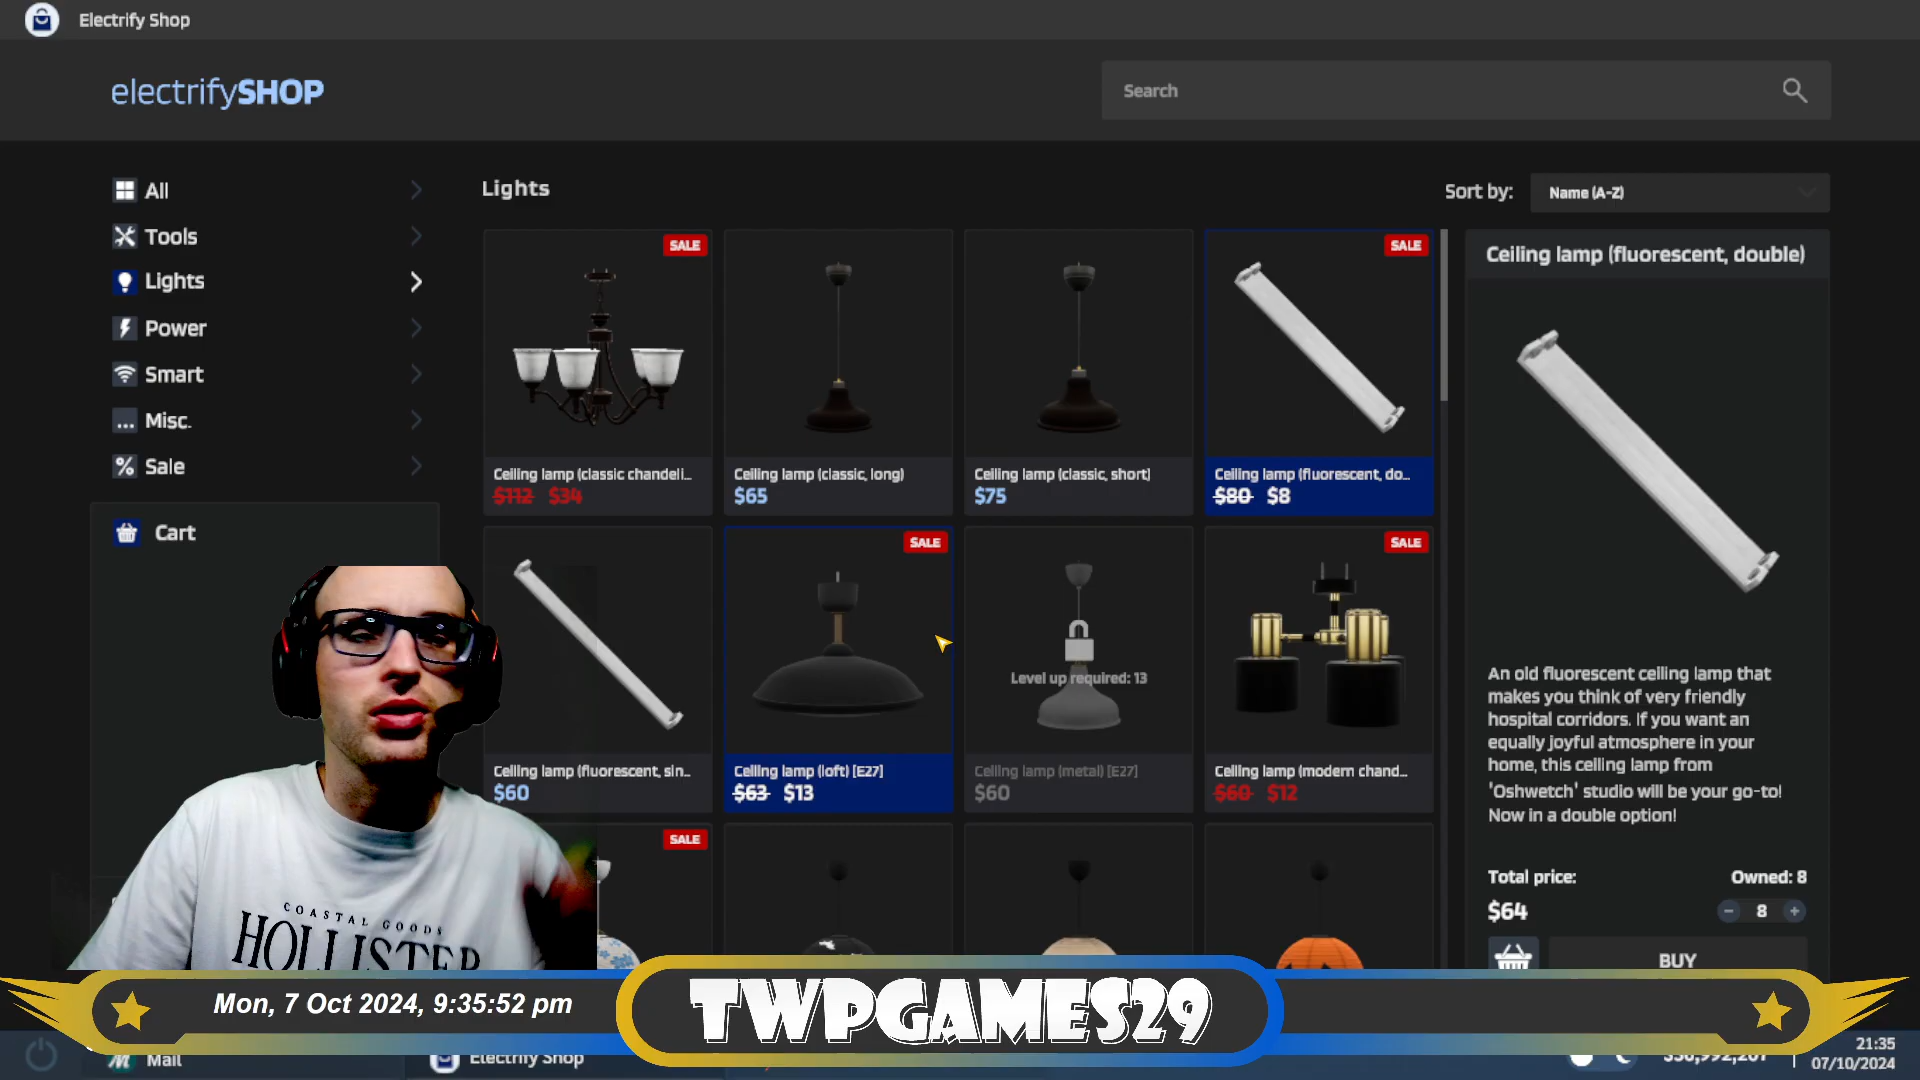 Electrify Shop
electrifySHOP
Search
All
Tools
Lights
Power
Smart
Misc.
Sale
Cart
Lights
Sort by:
Name (A-Z)
SALE
Ceiling lamp (classic chandeli...
$112 $34
Ceiling lamp (classic, long)
$65
Ceiling lamp (classic, short)
$75
SALE
Ceiling lamp (fluorescent, do...
$80 $8
Ceiling lamp (fluorescent, sin...
$60
SALE
Ceiling lamp (loft) [E27]
$63 $13
Level up required: 13
Ceiling lamp (metal) [E27]
$60
SALE
Ceiling lamp (modern chand...
$60 $12
SALE
Ceiling lamp (fluorescent, double)
An old fluorescent ceiling lamp that
makes you think of very friendly
hospital corridors. If you want an
equally joyful atmosphere in your
home, this ceiling lamp from
'Oshwetch' studio will be your go-to!
Now in a double option!
Total price:
Owned: 8
$64
8
BUY
COASTAL GOODS
HOLLISTER
Mon, 7 Oct 2024, 9:35:52 pm
TWPGAMES29
Mail
Electrify Shop
21:35
07/10/2024